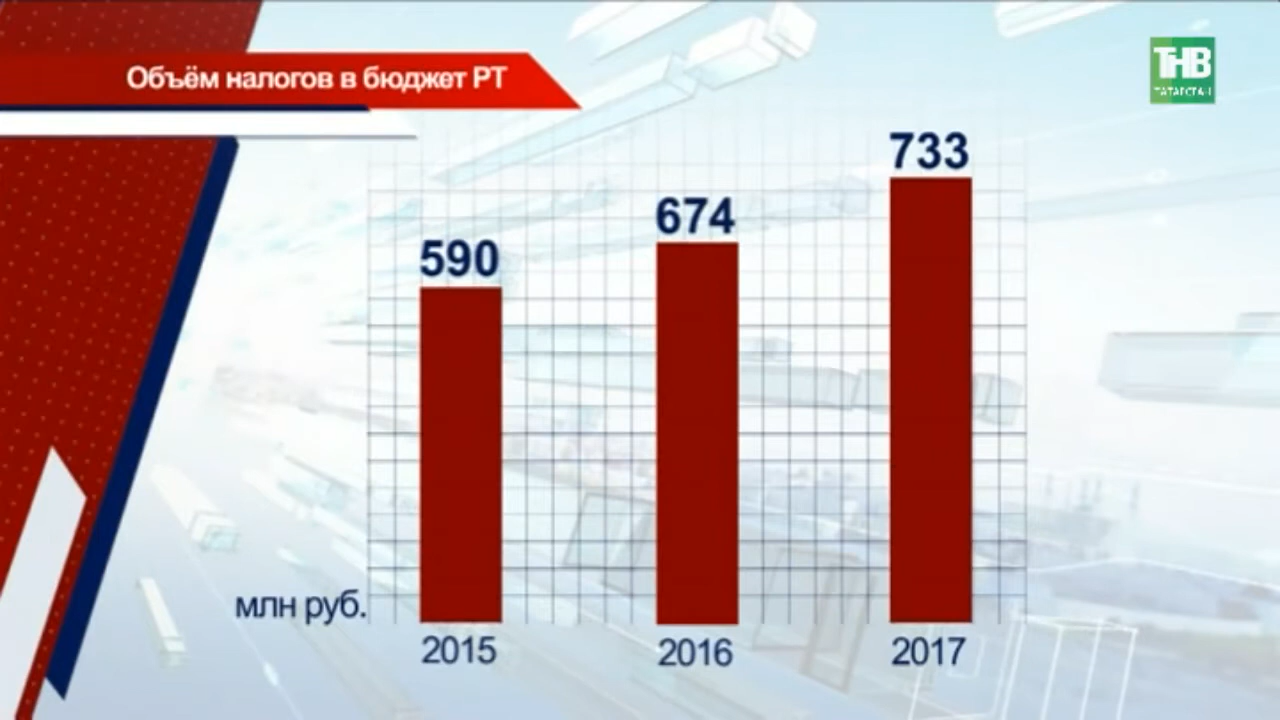 Объём налогов в бюджет РТ
ТНВ
ТАТАРСТАН
733
674
590
млн руб.
2015
2016
2017